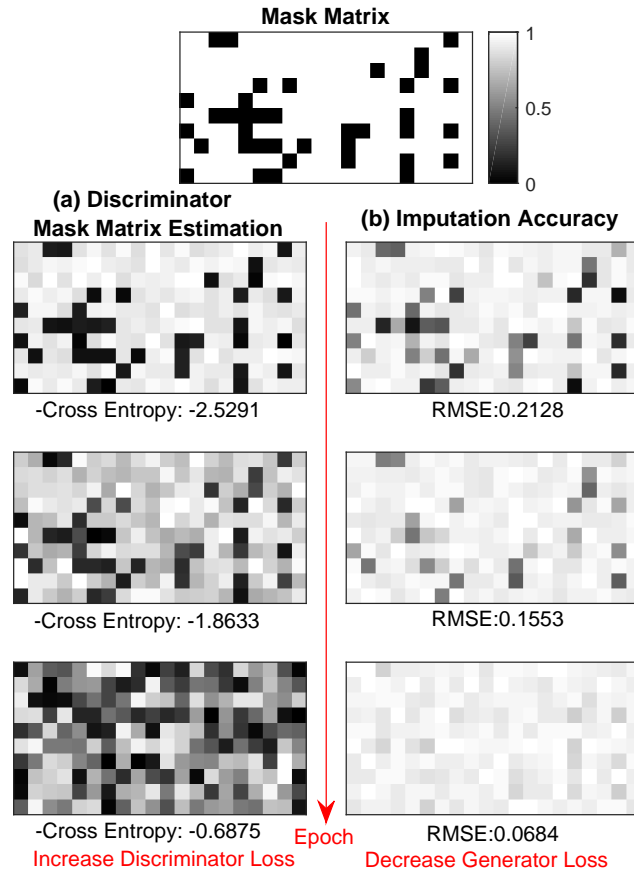 Mask Matrix
1
0.5
0
(a) Discriminator
Mask Matrix Estimation
(b) Imputation Accuracy
-Cross Entropy: -2.5291
RMSE:0.2128
-Cross Entropy: -1.8633
RMSE:0.1553
-Cross Entropy: -0.6875
Epoch
RMSE:0.0684
Increase Discriminator Loss
Decrease Generator Loss